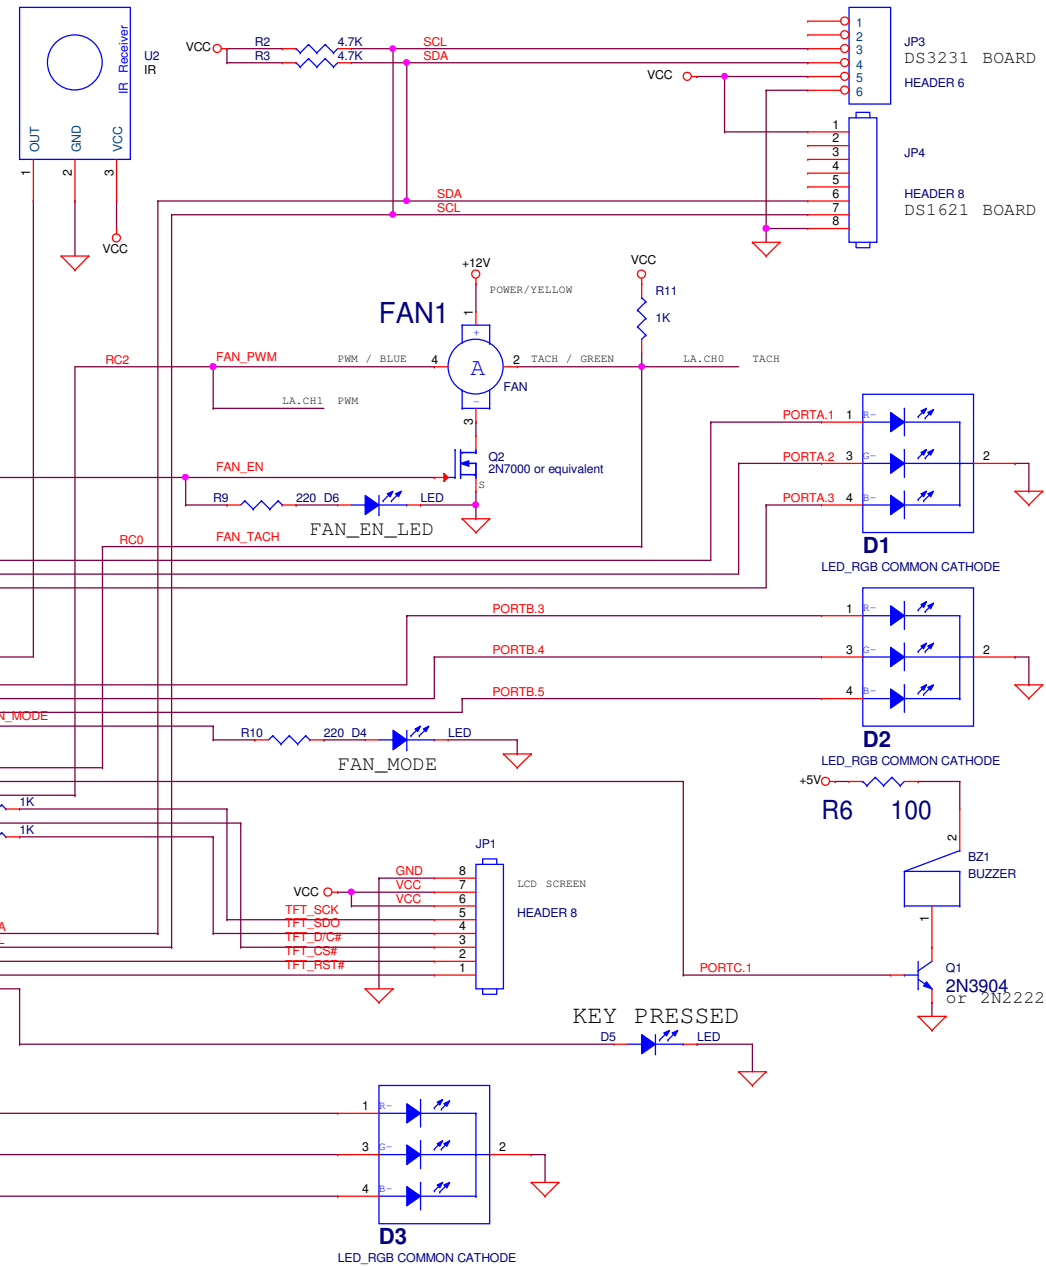 IR Receiver
U2
IR
OUT
GND
VCC
1
2
3
VCC
VCC
R2
4.7K
SCL
R3
4.7K
SDA
VCC
1
2
3
4
5
6
JP3
DS3231 BOARD
HEADER 6
1
2
3
4
5
6
7
8
JP4
HEADER 8
DS1621 BOARD
SDA
SCL
+12V
POWER/YELLOW
FAN1
1
+
A
-
FAN
3
VCC
R11
1K
RC2
FAN_PWM
PWM / BLUE
4
2
TACH / GREEN
LA.CH0
TACH
LA.CH1
PWM
FAN_EN
Q2
2N7000 or equivalent
S
R9
220
D6
LED
FAN_EN_LED
RC0
FAN_TACH
PORTA.1
1
R-
PORTA.2
3
G-
2
PORTA.3
4
B-
D1
LED_RGB COMMON CATHODE
PORTB.3
1
R-
PORTB.4
3
G-
2
PORTB.5
4
B-
D2
LED_RGB COMMON CATHODE
N_MODE
R10
220
D4
LED
FAN_MODE
+5V
R6
100
1K
1K
2
BZ1
BUZZER
1
JP1
LCD SCREEN
HEADER 8
VCC
GND
8
VCC
7
VCC
6
TFT_SCK
5
TFT_SDO
4
TFT_D/C#
3
TFT_CS#
2
TFT_RST#
1
A
L
PORTC.1
Q1
2N3904
or 2N2222
KEY PRESSED
D5
LED
1
R-
3
G-
2
4
B-
D3
LED_RGB COMMON CATHODE